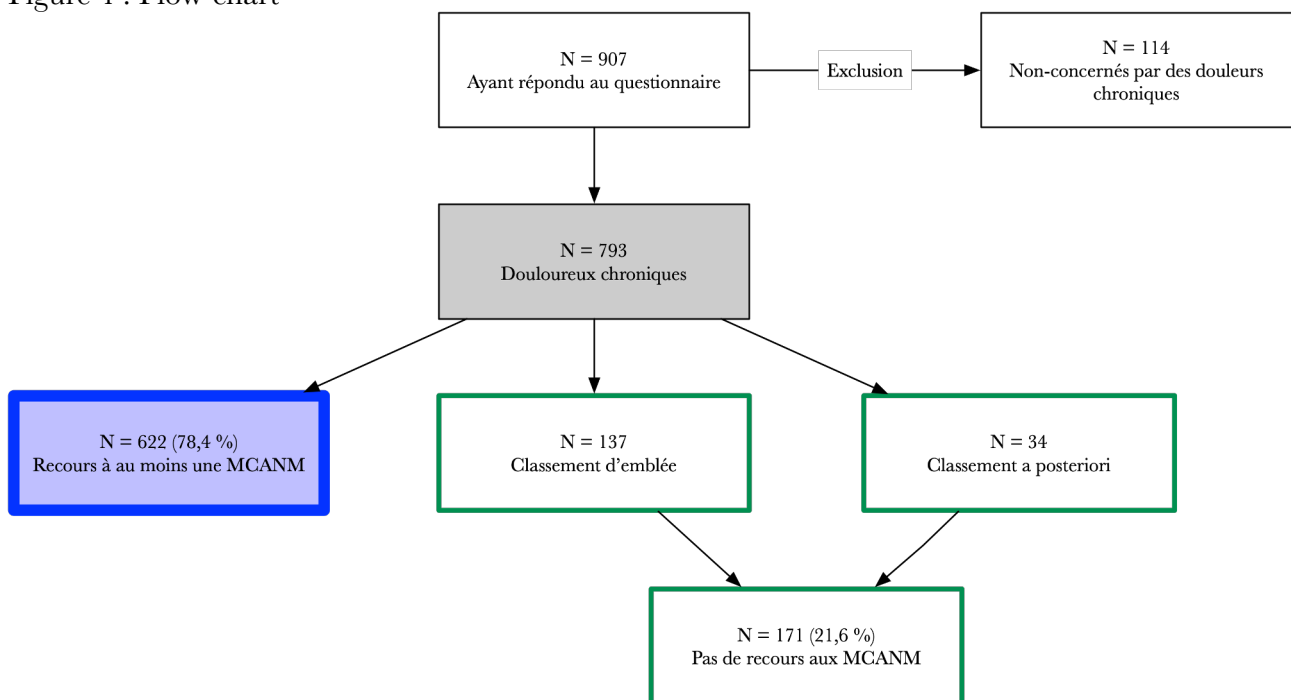 Figure 1 : Flow chart
N = 907
Ayant répondu au questionnaire
Exclusion
N = 114
Non-concernés par des douleurs
chroniques
N = 793
Douloureux chroniques
N = 622 (78,4 %)
Recours à au moins une MCANM
N = 137
Classement d’emblée
N = 34
Classement a posteriori
N = 171 (21,6 %)
Pas de recours aux MCANM